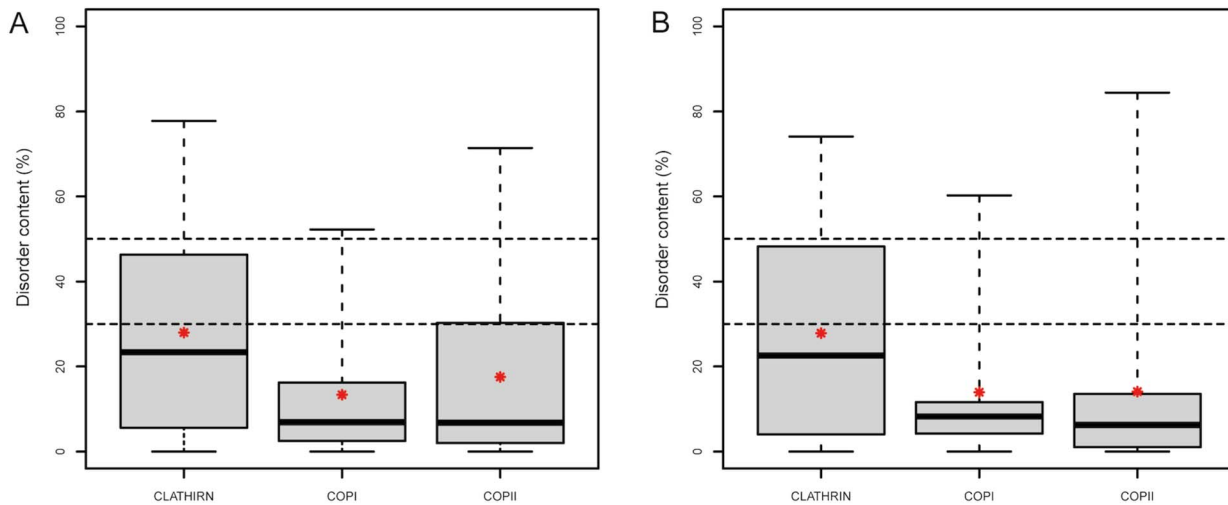 A
Disorder content (%)
100
80
60
40
20
0
CLATHIRN COPI COPII
B
Disorder content (%)
100
80
60
40
20
0
CLATHRIN COPI COPII